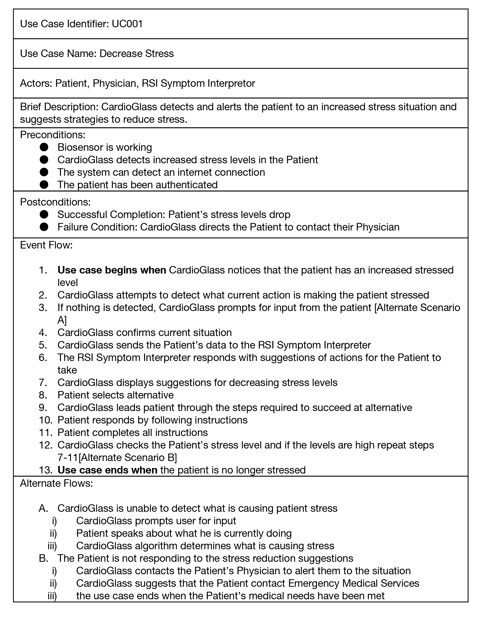 Use Case Identifier: UC001
Use Case Name: Decrease Stress
Actors: Patient, Physician, RSI Symptom Interpretor
Brief Description: CardioGlass detects and alerts the patient to an increased stress situation and
suggests strategies to reduce stress.
Preconditions:
● Biosensor is working
● CardioGlass detects increased stress levels in the Patient
● The system can detect an internet connection
● The patient has been authenticated
Postconditions:
● Successful Completion: Patient's stress levels drop
● Failure Condition: CardioGlass directs the Patient to contact their Physician
Event Flow:
1. Use case begins when CardioGlass notices that the patient has an increased stressed
level
2. CardioGlass attempts to detect what current action is making the patient stressed
3. If nothing is detected, CardioGlass prompts for input from the patient [Alternate Scenario
A]
4. CardioGlass confirms current situation
5. CardioGlass sends the Patient's data to the RSI Symptom Interpreter
6. The RSI Symptom Interpreter responds with suggestions of actions for the Patient to
take
7. CardioGlass displays suggestions for decreasing stress levels
8. Patient selects alternative
9. CardioGlass leads patient through the steps required to succeed at alternative
10. Patient responds by following instructions
11. Patient completes all instructions
12. CardioGlass checks the Patient's stress level and if the levels are high repeat steps
7-11[Alternate Scenario B]
13. Use case ends when the patient is no longer stressed
Alternate Flows:
A. CardioGlass is unable to detect what is causing patient stress
i) CardioGlass prompts user for input
ii) Patient speaks about what he is currently doing
iii) CardioGlass algorithm determines what is causing stress
B. The Patient is not responding to the stress reduction suggestions
i) CardioGlass contacts the Patient's Physician to alert them to the situation
ii) CardioGlass suggests that the Patient contact Emergency Medical Services
iii) the use case ends when the Patient's medical needs have been met